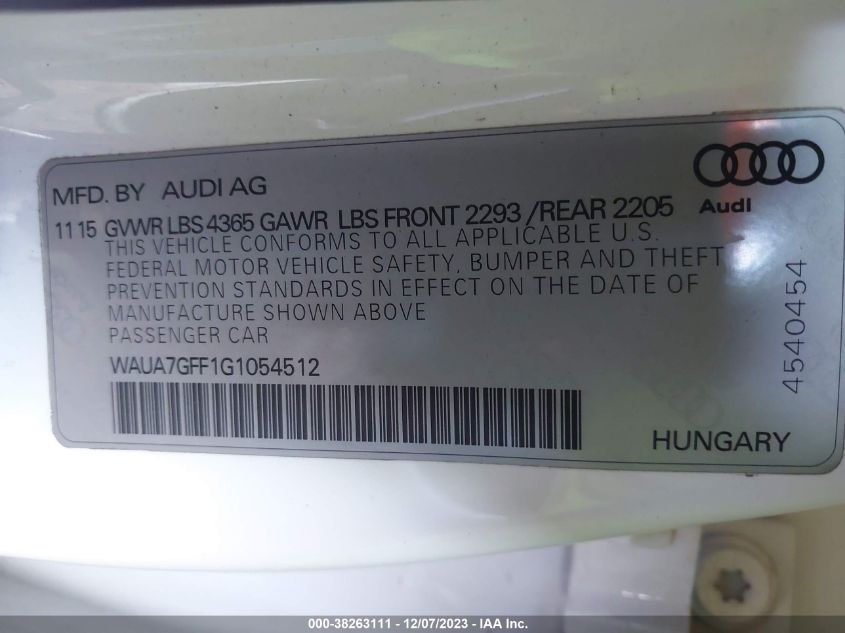 MFD. BY AUDI AG
11 15 GVWR LBS 4365 GAWR LBS FRONT 2293 /REAR 2205
THIS VEHICLE CONFORMS TO ALL APPLICABLE U.S.
FEDERAL MOTOR VEHICLE SAFETY, BUMPER AND THEFT
PREVENTION STANDARDS IN EFFECT ON THE DATE OF
MANUFACTURE SHOWN ABOVE
PASSENGER CAR
WAUA7GFF1G1054512
Audi
4540454
HUNGARY
000-38263111 - 12/07/2023 - IAA Inc.